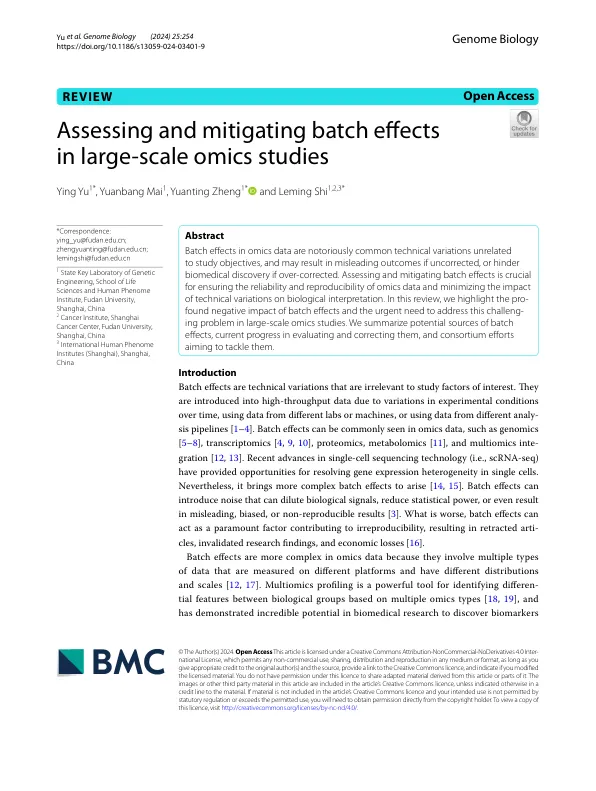 Yu et al. Genome Biology (2024) 25:254
https://doi.org/10.1186/s13059-024-03401-9
Genome Biology
REVIEW
Open Access
Check for
updates
Assessing and mitigating batch effects
in large-scale omics studies
Ying Yu1*, Yuanbang Mai1, Yuanting Zheng1* and Leming Shi1,2,3*
*Correspondence:
ying_yu@fudan.edu.cn;
zhengyuanting@fudan.edu.cn;
lemingshi@fudan.edu.cn
1 State Key Laboratory of Genetic
Engineering, School of Life
Sciences and Human Phenome
Institute, Fudan University,
Shanghai, China
2 Cancer Institute, Shanghai
Cancer Center, Fudan University,
Shanghai, China
3 International Human Phenome
Institutes (Shanghai), Shanghai,
China
Abstract
Batch effects in omics data are notoriously common technical variations unrelated
to study objectives, and may result in misleading outcomes if uncorrected, or hinder
biomedical discovery if over-corrected. Assessing and mitigating batch effects is crucial
for ensuring the reliability and reproducibility of omics data and minimizing the impact
of technical variations on biological interpretation. In this review, we highlight the pro-
found negative impact of batch effects and the urgent need to address this challeng-
ing problem in large-scale omics studies. We summarize potential sources of batch
effects, current progress in evaluating and correcting them, and consortium efforts
aiming to tackle them.
Introduction
Batch effects are technical variations that are irrelevant to study factors of interest. They
are introduced into high-throughput data due to variations in experimental conditions
over time, using data from different labs or machines, or using data from different analy-
sis pipelines [1–4]. Batch effects can be commonly seen in omics data, such as genomics
[5–8], transcriptomics [4, 9, 10], proteomics, metabolomics [11], and multiomics inte-
gration [12, 13]. Recent advances in single-cell sequencing technology (i.e., scRNA-seq)
have provided opportunities for resolving gene expression heterogeneity in single cells.
Nevertheless, it brings more complex batch effects to arise [14, 15]. Batch effects can
introduce noise that can dilute biological signals, reduce statistical power, or even result
in misleading, biased, or non-reproducible results [3]. What is worse, batch effects can
act as a paramount factor contributing to irreproducibility, resulting in retracted arti-
cles, invalidated research findings, and economic losses [16].
Batch effects are more complex in omics data because they involve multiple types
of data that are measured on different platforms and have different distributions
and scales [12, 17]. Multiomics profiling is a powerful tool for identifying differen-
tial features between biological groups based on multiple omics types [18, 19], and
has demonstrated incredible potential in biomedical research to discover biomarkers
BMC
© The Author(s) 2024. Open Access This article is licensed under a Creative Commons Attribution-NonCommercial-NoDerivatives 4.0 Inter-
national License, which permits any non-commercial use, sharing, distribution and reproduction in any medium or format, as long as you
give appropriate credit to the original author(s) and the source, provide a link to the Creative Commons licence, and indicate if you modified
the licensed material. You do not have permission under this licence to share adapted material derived from this article or parts of it. The
images or other third party material in this article are included in the article's Creative Commons licence, unless indicated otherwise in a
credit line to the material. If material is not included in the article's Creative Commons licence and your intended use is not permitted by
statutory regulation or exceeds the permitted use, you will need to obtain permission directly from the copyright holder. To view a copy of
this licence, visit http://creativecommons.org/licenses/by-nc-nd/4.0/.